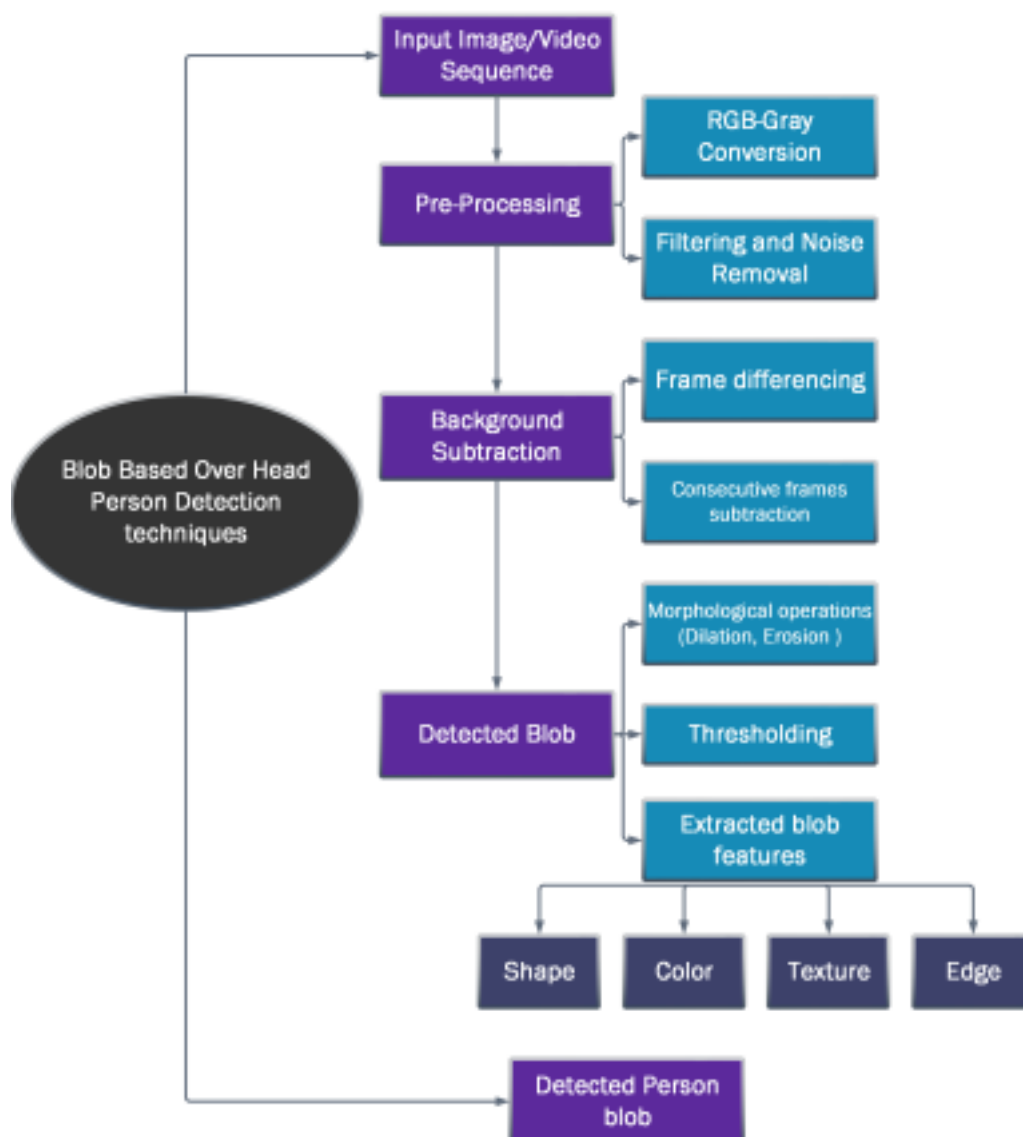 Input Image/Video
Sequence
RGB-Gray
Conversion
Pre-Processing
Filtering and Noise
Removal
Frame differencing
Background
Subtraction
Blob Based Over Head
Person Detection
techniques
Consecutive frames
subtraction
Morphological operations
(Dilation, Erosion )
Detected Blob
Thresholding
Extracted blob
features
Shape
Color
Texture
Edge
Detected Person
blob